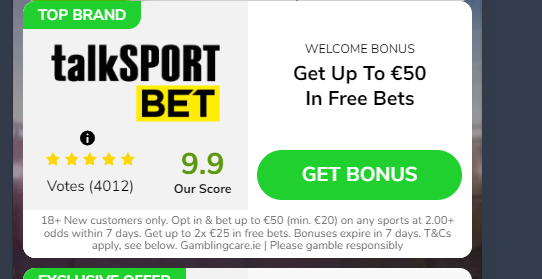 TOP BRAND
talkSPORT
BET
WELCOME BONUS
Get Up To €50
In Free Bets
9.9
Our Score
Votes (4012)
GET BONUS
18+ New customers only. Opt in & bet up to €50 (min. €20) on any sports at 2.00+
odds within 7 days. Get up to 2x €25 in free bets. Bonuses expire in 7 days. T&Cs
apply, see below. Gamblingcare.ie | Please gamble responsibly
EXCLUSIVE OFFER